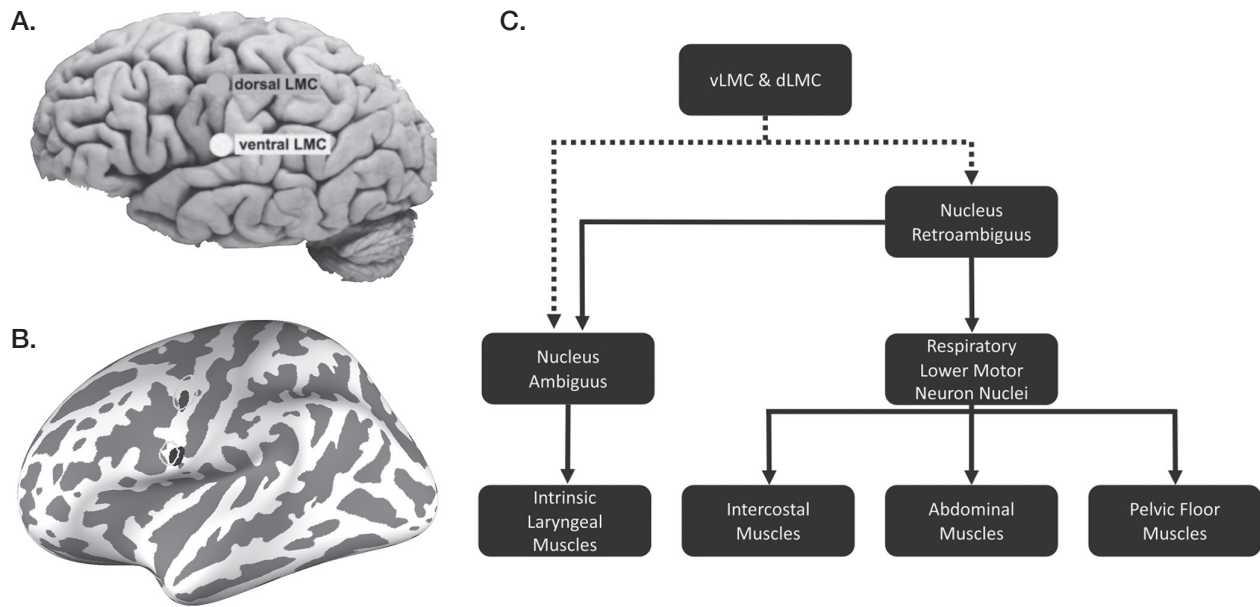 A.
dorsal LMC
ventral LMC
B.
C.
vLMC & dLMC
Nucleus
Retroambiguus
Nucleus
Ambiguus
Respiratory
Lower Motor
Neuron Nuclei
Intrinsic
Laryngeal
Muscles
Intercostal
Muscles
Abdominal
Muscles
Pelvic Floor
Muscles